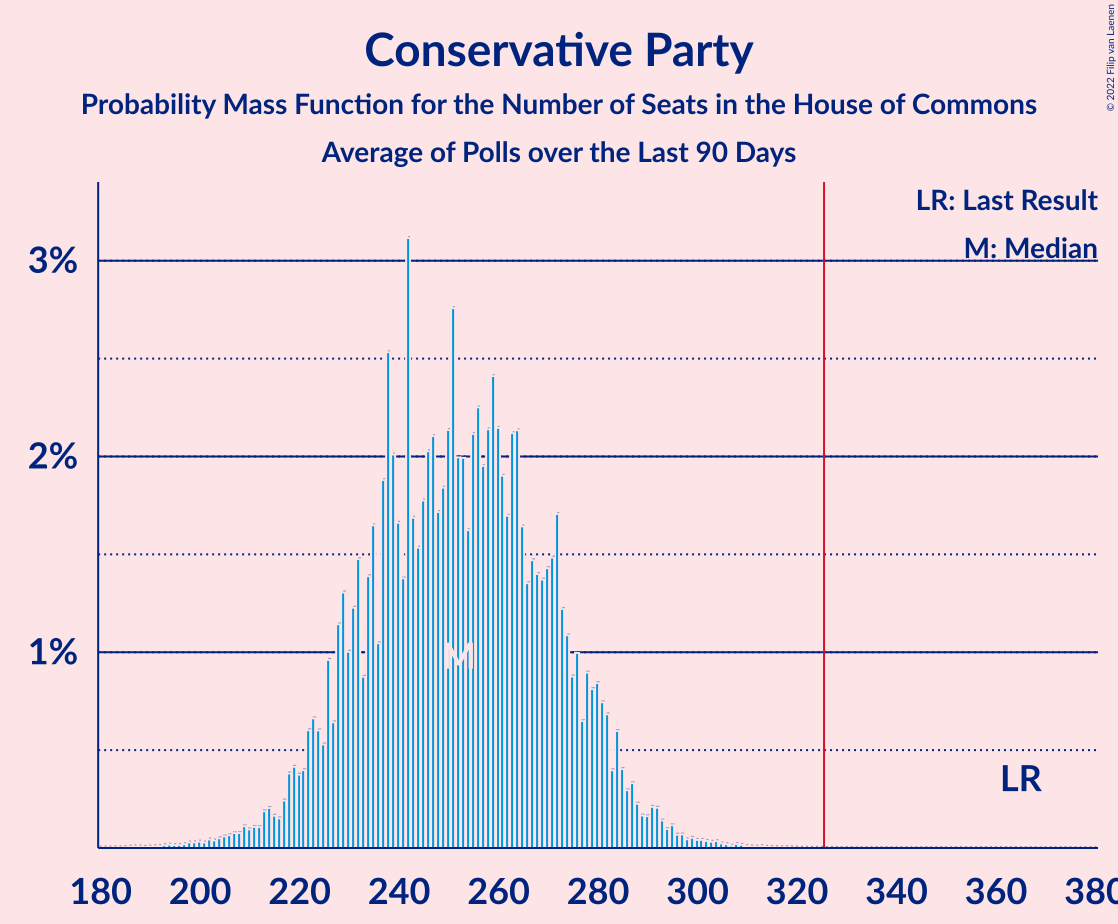 Conservative Party
Probability Mass Function for the Number of Seats in the House of Commons
Average of Polls over the Last 90 Days
© 2022 Filip van Laenen
LR: Last Result
M: Median
3%
2%
1%
M
LR
180 200 220 240 260 280 300 320 340 360 380